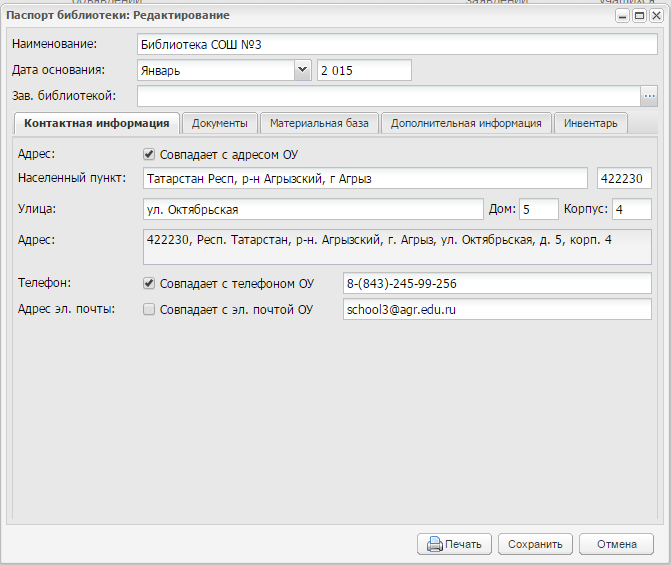 Паспорт библиотеки: Редактирование
Наименование: Библиотека СОШ №3
Дата основания: Январь 2 015
Зав. библиотекой:
Контактная информация Документы Материальная база Дополнительная информация Инвентарь
Адрес: Совпадает с адресом ОУ
Населенный пункт: Татарстан Респ, р-н Агрызский, г Агрыз 422230
Улица: ул. Октябрьская Дом: 5 Корпус: 4
Адрес: 422230, Респ. Татарстан, р-н. Агрызский, г. Агрыз, ул. Октябрьская, д. 5, корп. 4
Телефон: Совпадает с телефоном ОУ 8-(843)-245-99-256
Адрес эл. почты: Совпадает с эл. почтой ОУ school3@agr.edu.ru
Печать Сохранить Отмена